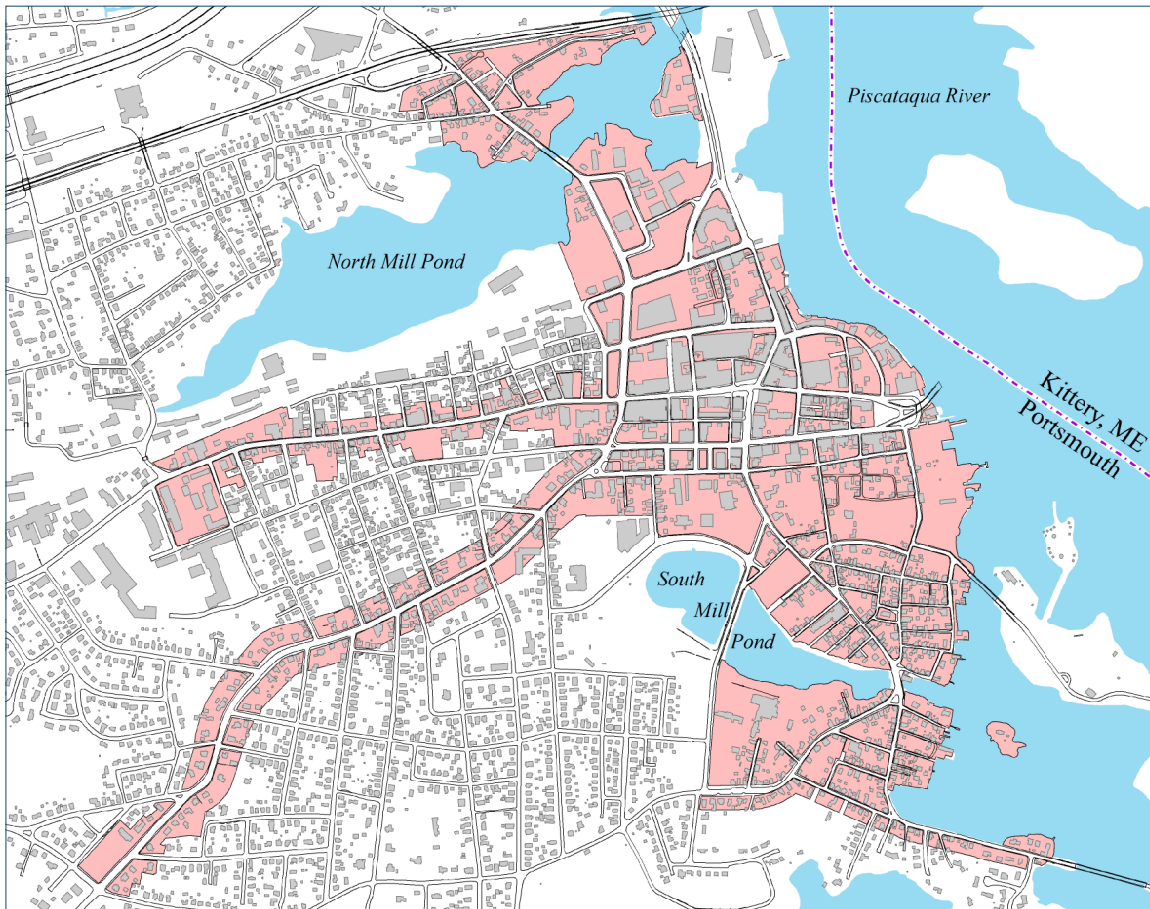 Piscataqua River
North Mill Pond
Kittery, ME
Portsmouth
South
Mill
Pond